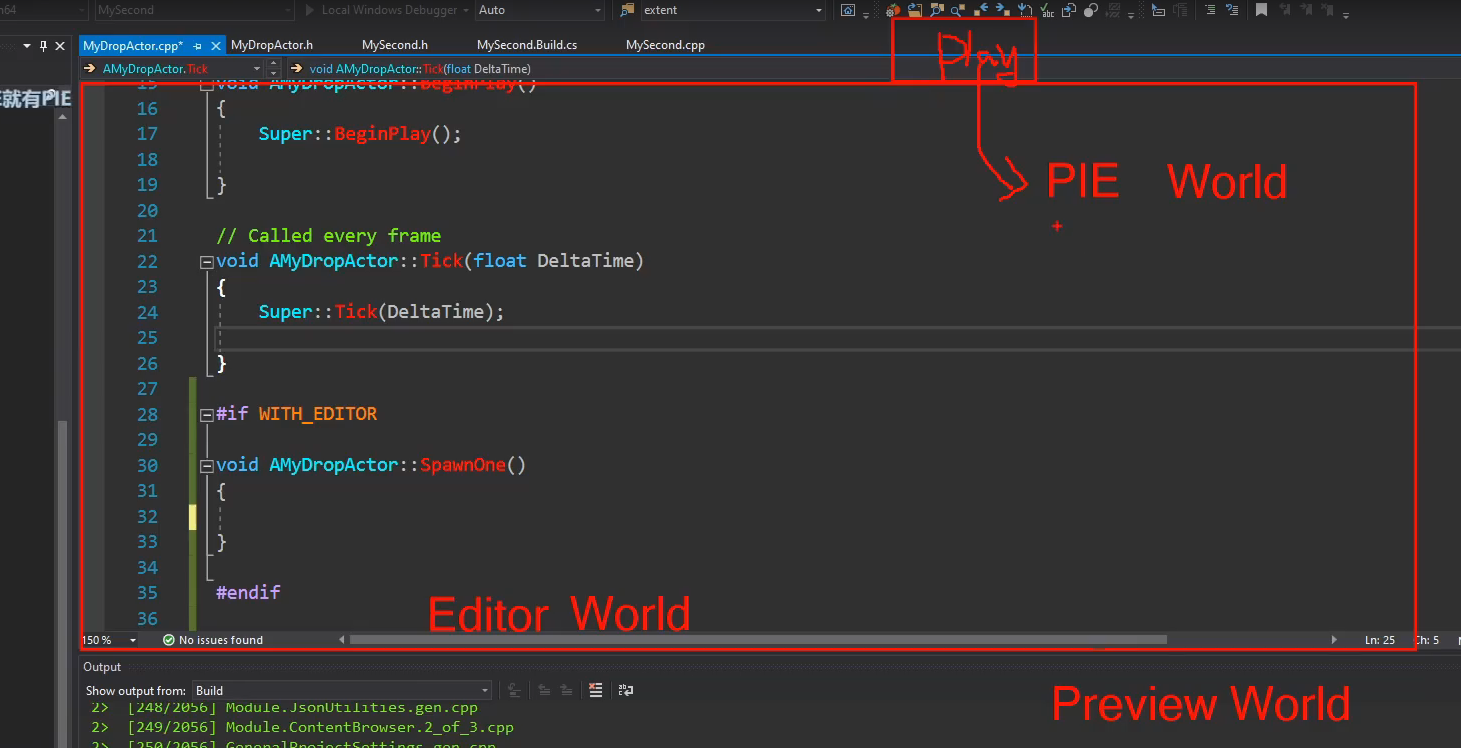 n64 MySecond Local Windows Debugger Auto extent
MyDropActor.cpp* MyDropActor.h MySecond.h MySecond.Build.cs MySecond.cpp
Play
AMyDropActor.Tick void AMyDropActor::Tick(float DeltaTime)
就有PIE
15 void AMyDropActor::BeginPlay()
16 {
17 Super::BeginPlay();
18
19 }
PIE World
20
21 // Called every frame
22 void AMyDropActor::Tick(float DeltaTime)
23 {
24 Super::Tick(DeltaTime);
25
26 }
27
28 #if WITH_EDITOR
29
30 void AMyDropActor::SpawnOne()
31 {
32
33 }
34
35 #endif
36
Editor World
150 % No issues found Ln: 25 Ch: 5
Output
Show output from: Build
Preview World
2> [248/2056] Module.JsonUtilities.gen.cpp
2> [249/2056] Module.ContentBrowser.2_of_3.cpp
2> [250/2056] GeneralProjectSettings.gen.cpp